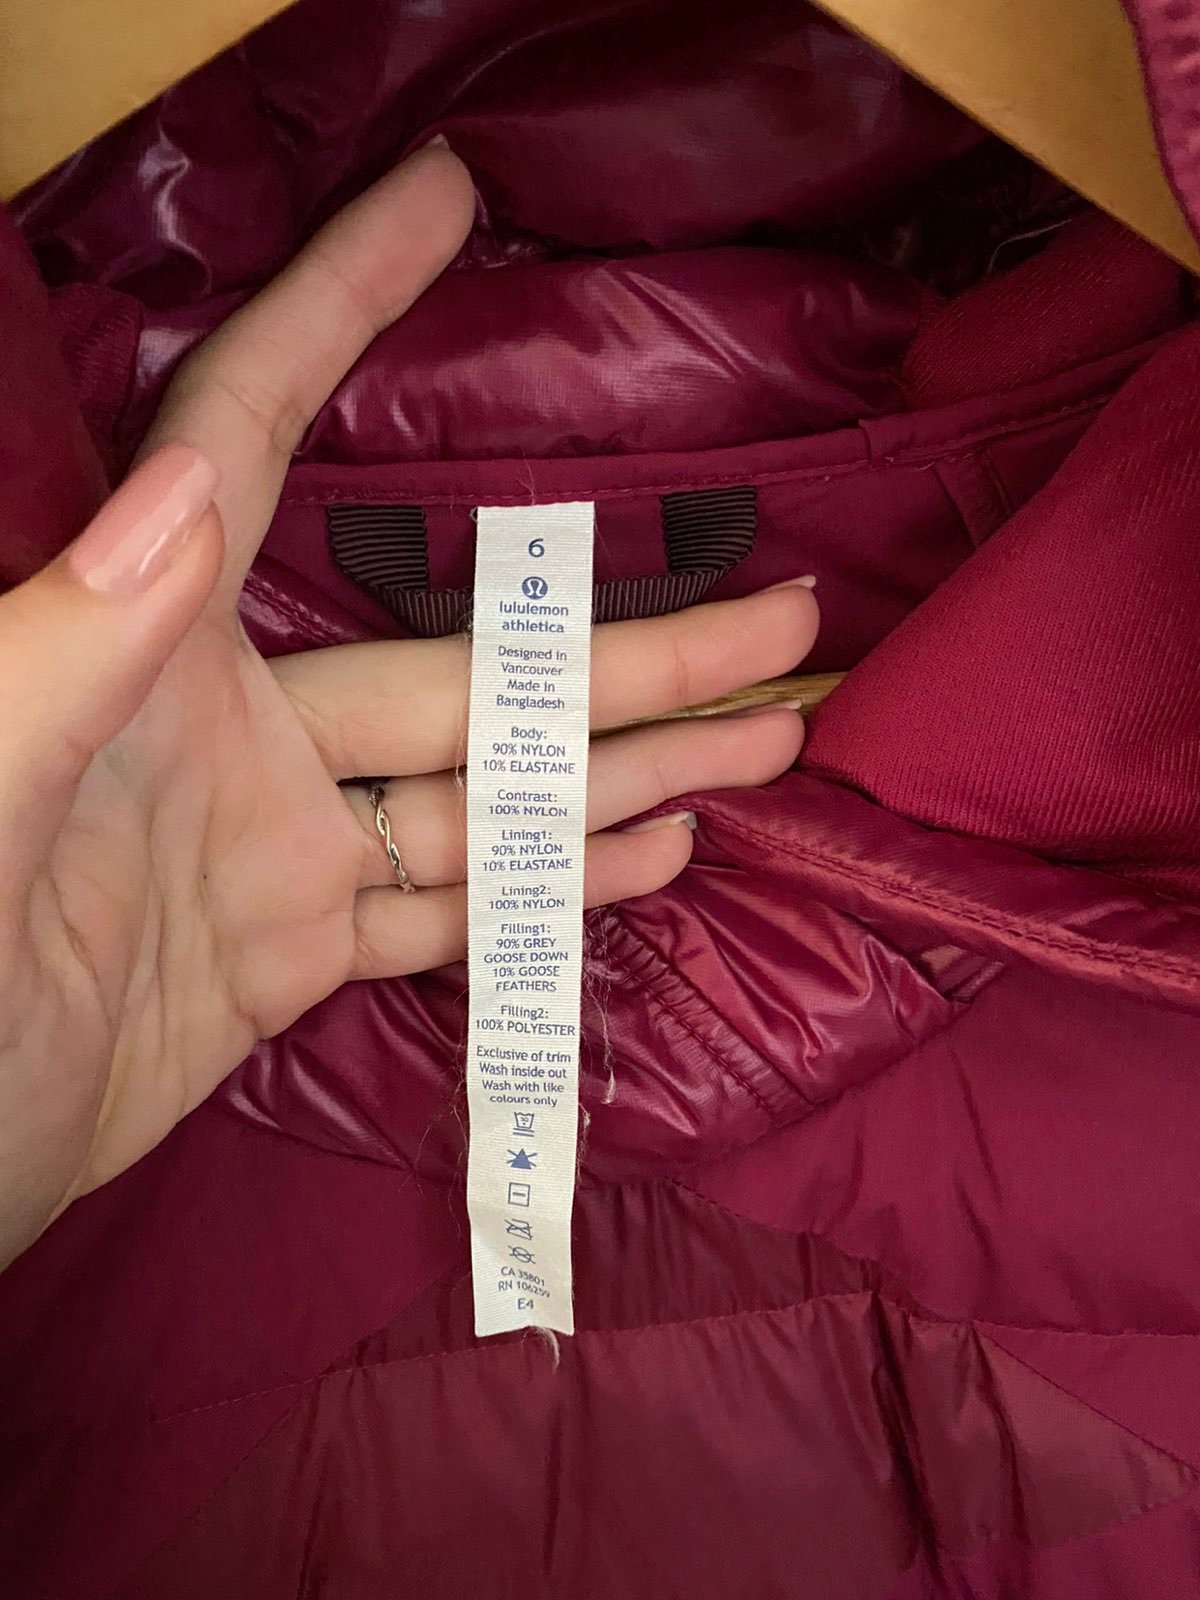 6
lululemon
athletica
Designed in
Vancouver
Made in
Bangladesh
Body:
90% NYLON
10% ELASTANE
Contrast:
100% NYLON
Lining1:
90% NYLON
10% ELASTANE
Lining2:
100% NYLON
Filling1:
90% GREY
GOOSE DOWN
10% GOOSE
FEATHERS
Filling2:
100% POLYESTER
Exclusive of trim
Wash inside out
Wash with like
colours only
30
CA 35801
RN 106259
E4